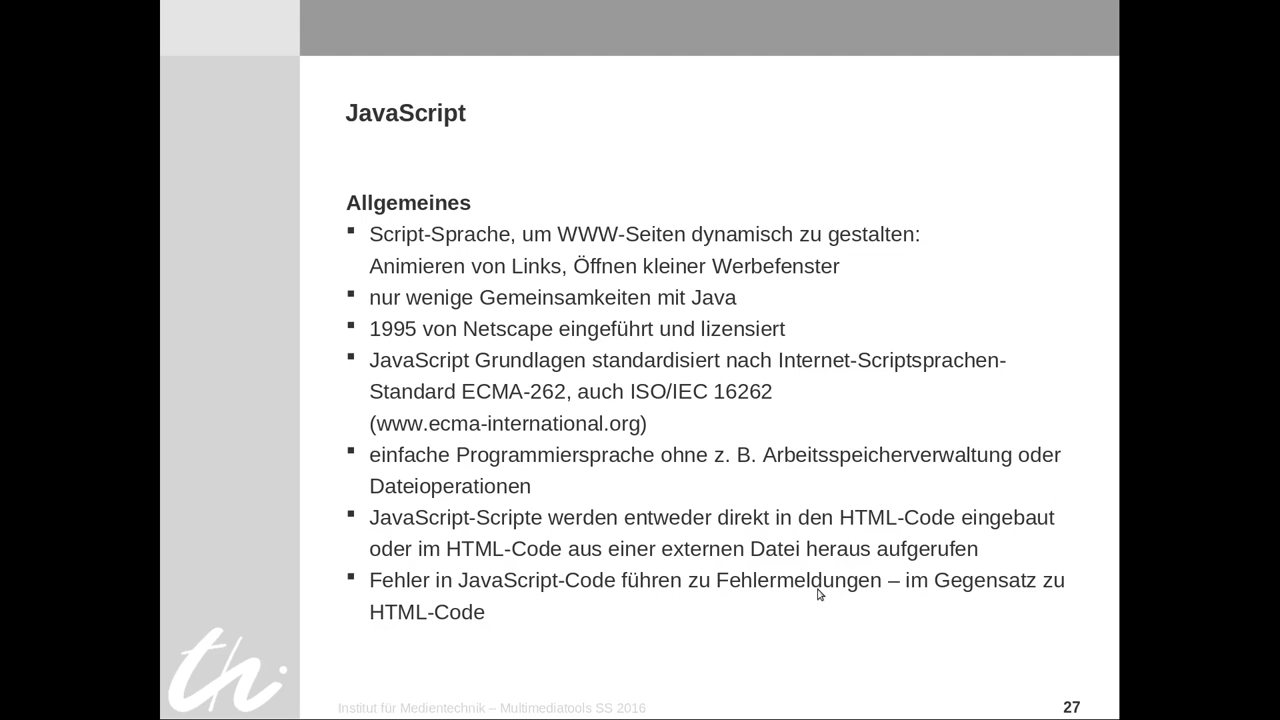 JavaScript
Allgemeines
▪ Script-Sprache, um WWW-Seiten dynamisch zu gestalten:
Animieren von Links, Öffnen kleiner Werbefenster
▪ nur wenige Gemeinsamkeiten mit Java
▪ 1995 von Netscape eingeführt und lizensiert
▪ JavaScript Grundlagen standardisiert nach Internet-Scriptsprachen-
Standard ECMA-262, auch ISO/IEC 16262
(www.ecma-international.org)
▪ einfache Programmiersprache ohne z. B. Arbeitsspeicherverwaltung oder
Dateioperationen
▪ JavaScript-Scripte werden entweder direkt in den HTML-Code eingebaut
oder im HTML-Code aus einer externen Datei heraus aufgerufen
▪ Fehler in JavaScript-Code führen zu Fehlermeldungen – im Gegensatz zu
HTML-Code
th
Institut für Medientechnik – Multimediatools SS 2016
27